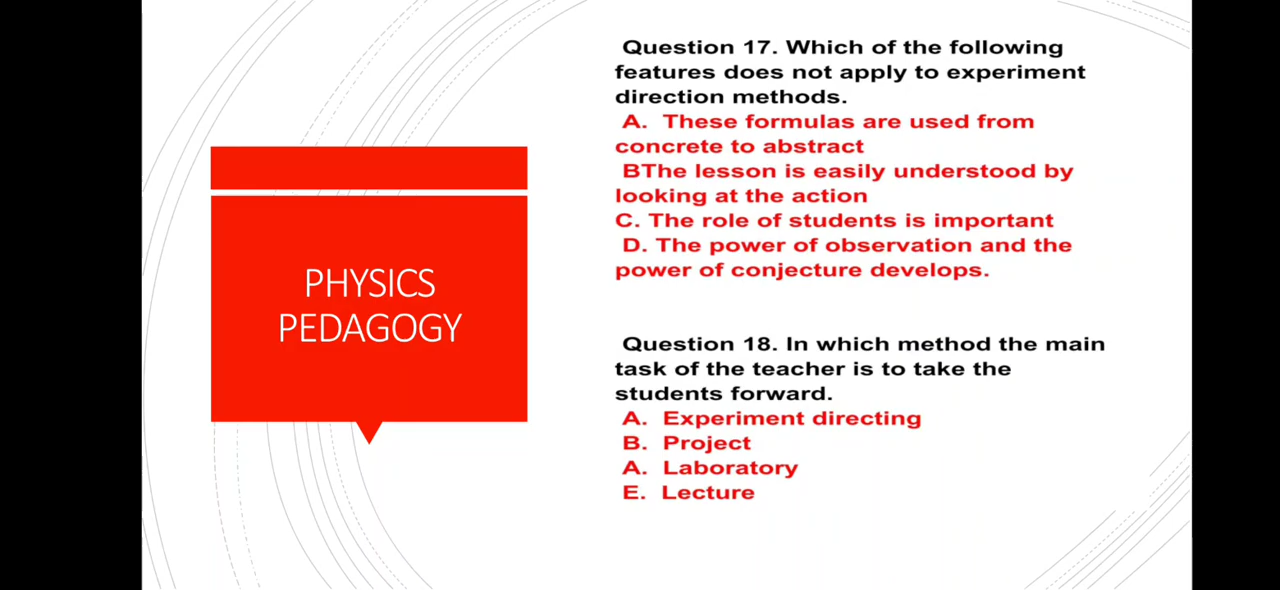 PHYSICS
PEDAGOGY
Question 17. Which of the following
features does not apply to experiment
direction methods.
A. These formulas are used from
concrete to abstract
BThe lesson is easily understood by
looking at the action
C. The role of students is important
D. The power of observation and the
power of conjecture develops.
Question 18. In which method the main
task of the teacher is to take the
students forward.
A. Experiment directing
B. Project
A. Laboratory
E. Lecture